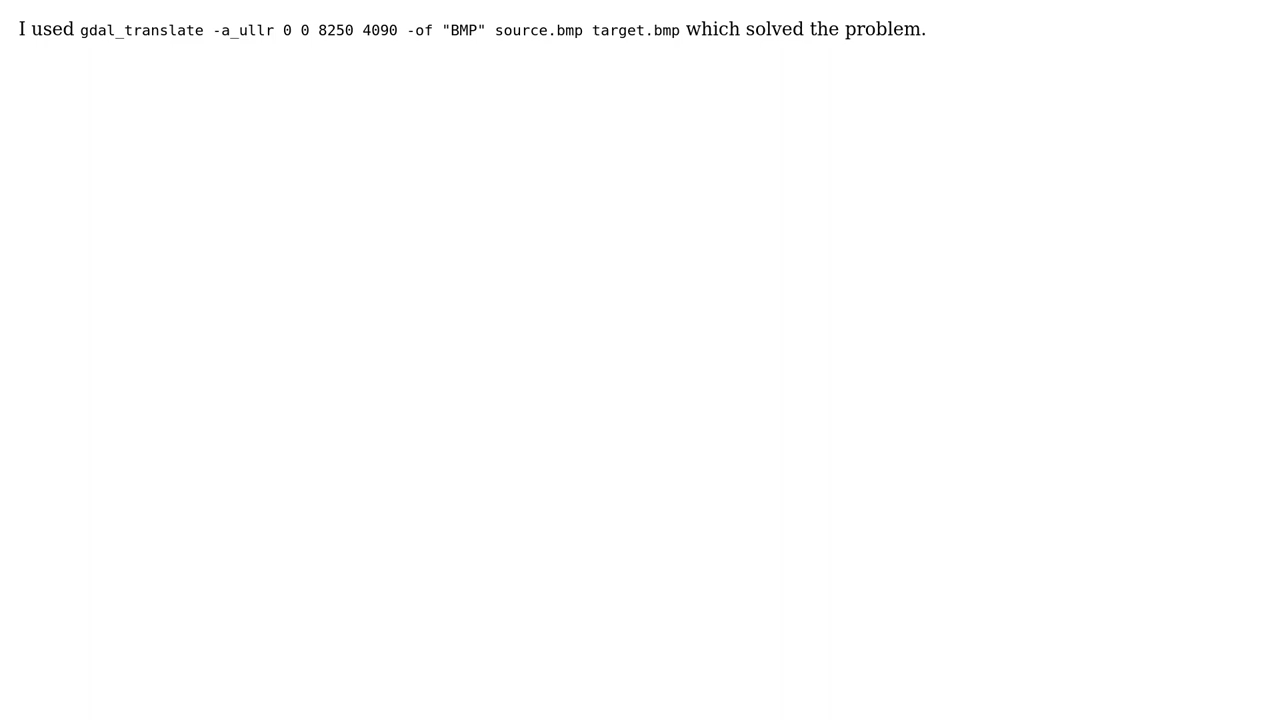 I used gdal_translate -a_ullr 0 0 8250 4090 -of "BMP" source.bmp target.bmp which solved the problem.